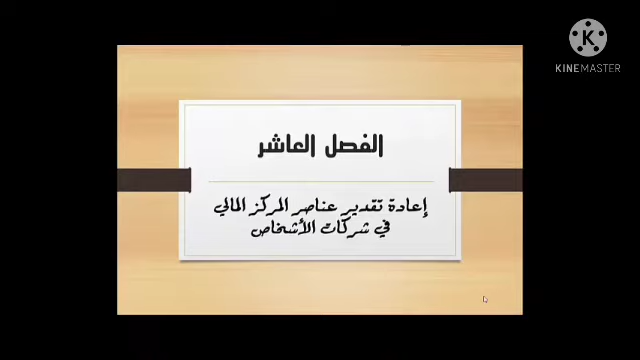 KINEMASTER
الفصل العاشر
إعادة تقدير عناصر المركز المالي
في شركات الأشخاص